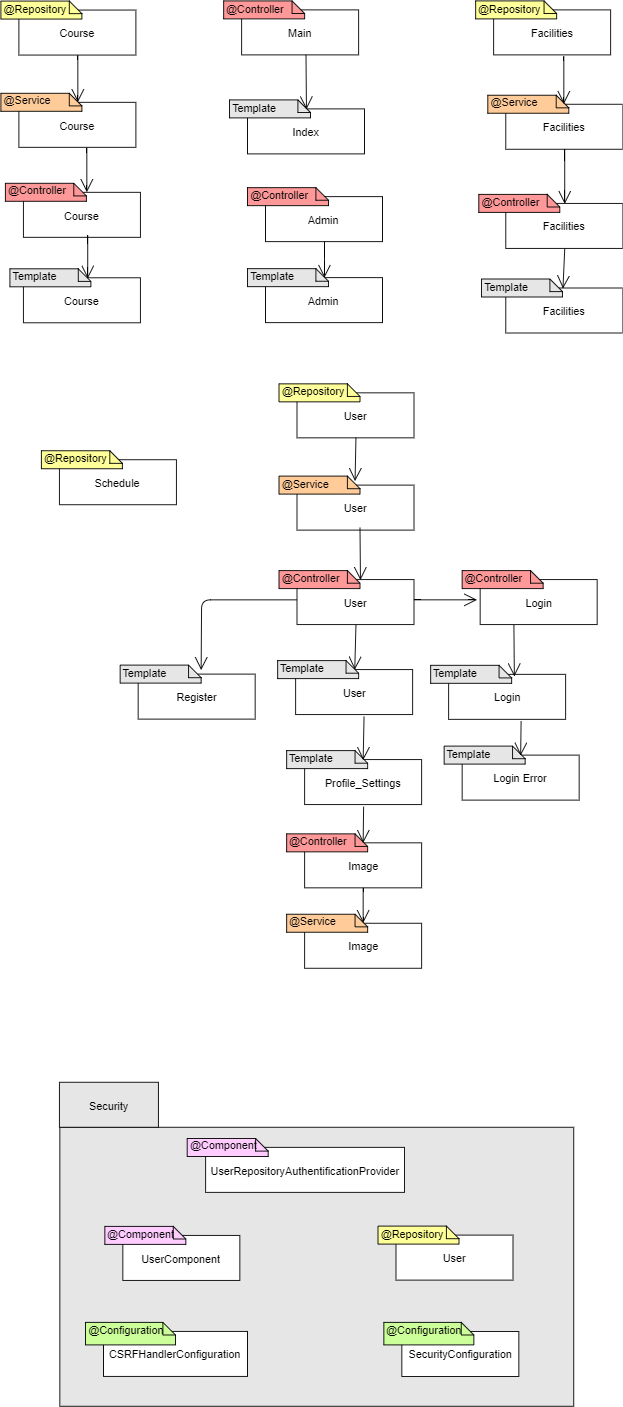 @Repository
Course
@Service
Course
@Controller
Course
Template
Course
@Controller
Main
Template
Index
@Controller
Admin
Template
Admin
@Repository
Facilities
@Service
Facilities
@Controller
Facilities
Template
Facilities
@Repository
Schedule
@Repository
User
@Service
User
@Controller
User
@Controller
Login
Template
Register
Template
User
Template
Login
Template
Profile_Settings
Template
Login Error
@Controller
Image
@Service
Image
Security
@Component
UserRepositoryAuthentificationProvider
@Component
UserComponent
@Repository
User
@Configuration
CSRFHandlerConfiguration
@Configuration
SecurityConfiguration